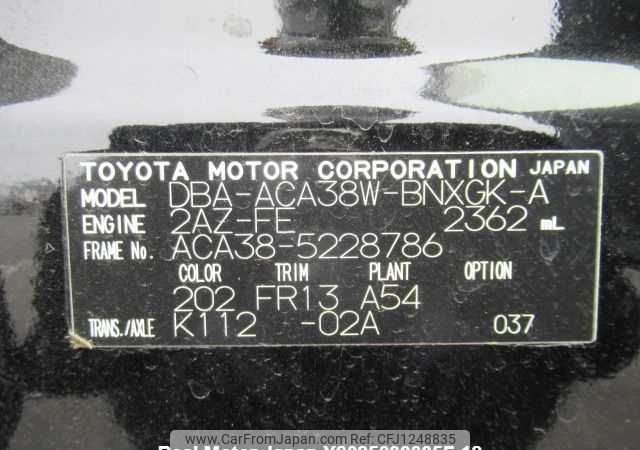 TOYOTA MOTOR CORPORATION JAPAN
MODEL DBA-ACA38W-BNXGK-A
ENGINE 2AZ-FE 2362 mL
FRAME No. ACA38-5228786
COLOR TRIM PLANT OPTION
202 FR13 A54
TRANS./AXLE K112 -02A 037
www.CARfromJAPAN.com - Ref CFJ1248835